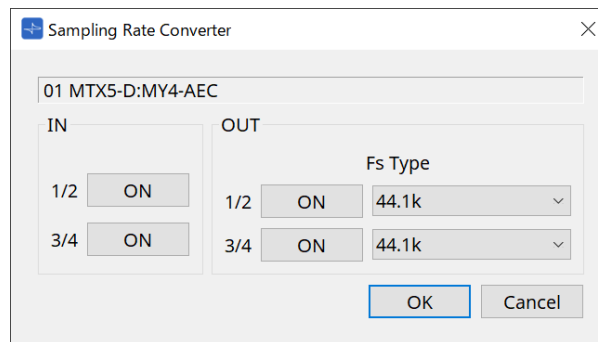 Sampling Rate Converter
01 MTX5-D:MY4-AEC
IN
1/2 ON
3/4 ON
OUT
Fs Type
1/2 ON 44.1k
3/4 ON 44.1k
OK Cancel